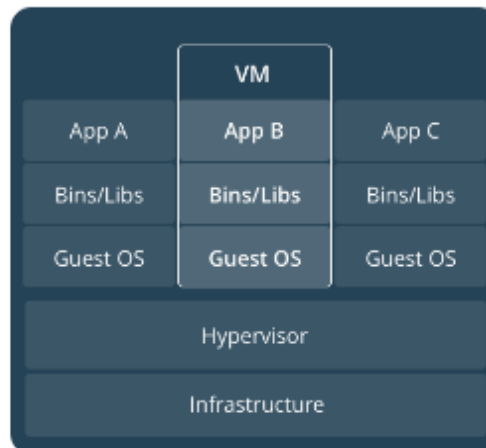 VM
App A App B App C
Bins/Libs Bins/Libs Bins/Libs
Guest OS Guest OS Guest OS
Hypervisor
Infrastructure